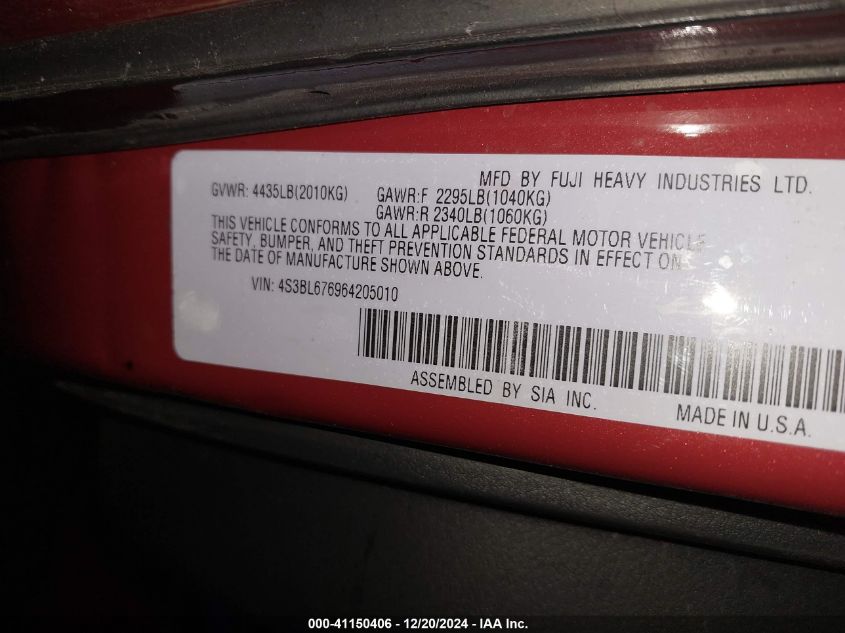 MFD BY FUJI HEAVY INDUSTRIES LTD.
GVWR: 4435LB(2010KG) GAWR:F 2295LB(1040KG)
GAWR:R 2340LB(1060KG)
THIS VEHICLE CONFORMS TO ALL APPLICABLE FEDERAL MOTOR VEHICLE
SAFETY, BUMPER, AND THEFT PREVENTION STANDARDS IN EFFECT ON
THE DATE OF MANUFACTURE SHOWN ABOVE.
VIN: 4S3BL676964205010
ASSEMBLED BY SIA INC.
MADE IN U.S.A.
000-41150406 - 12/20/2024 - IAA Inc.